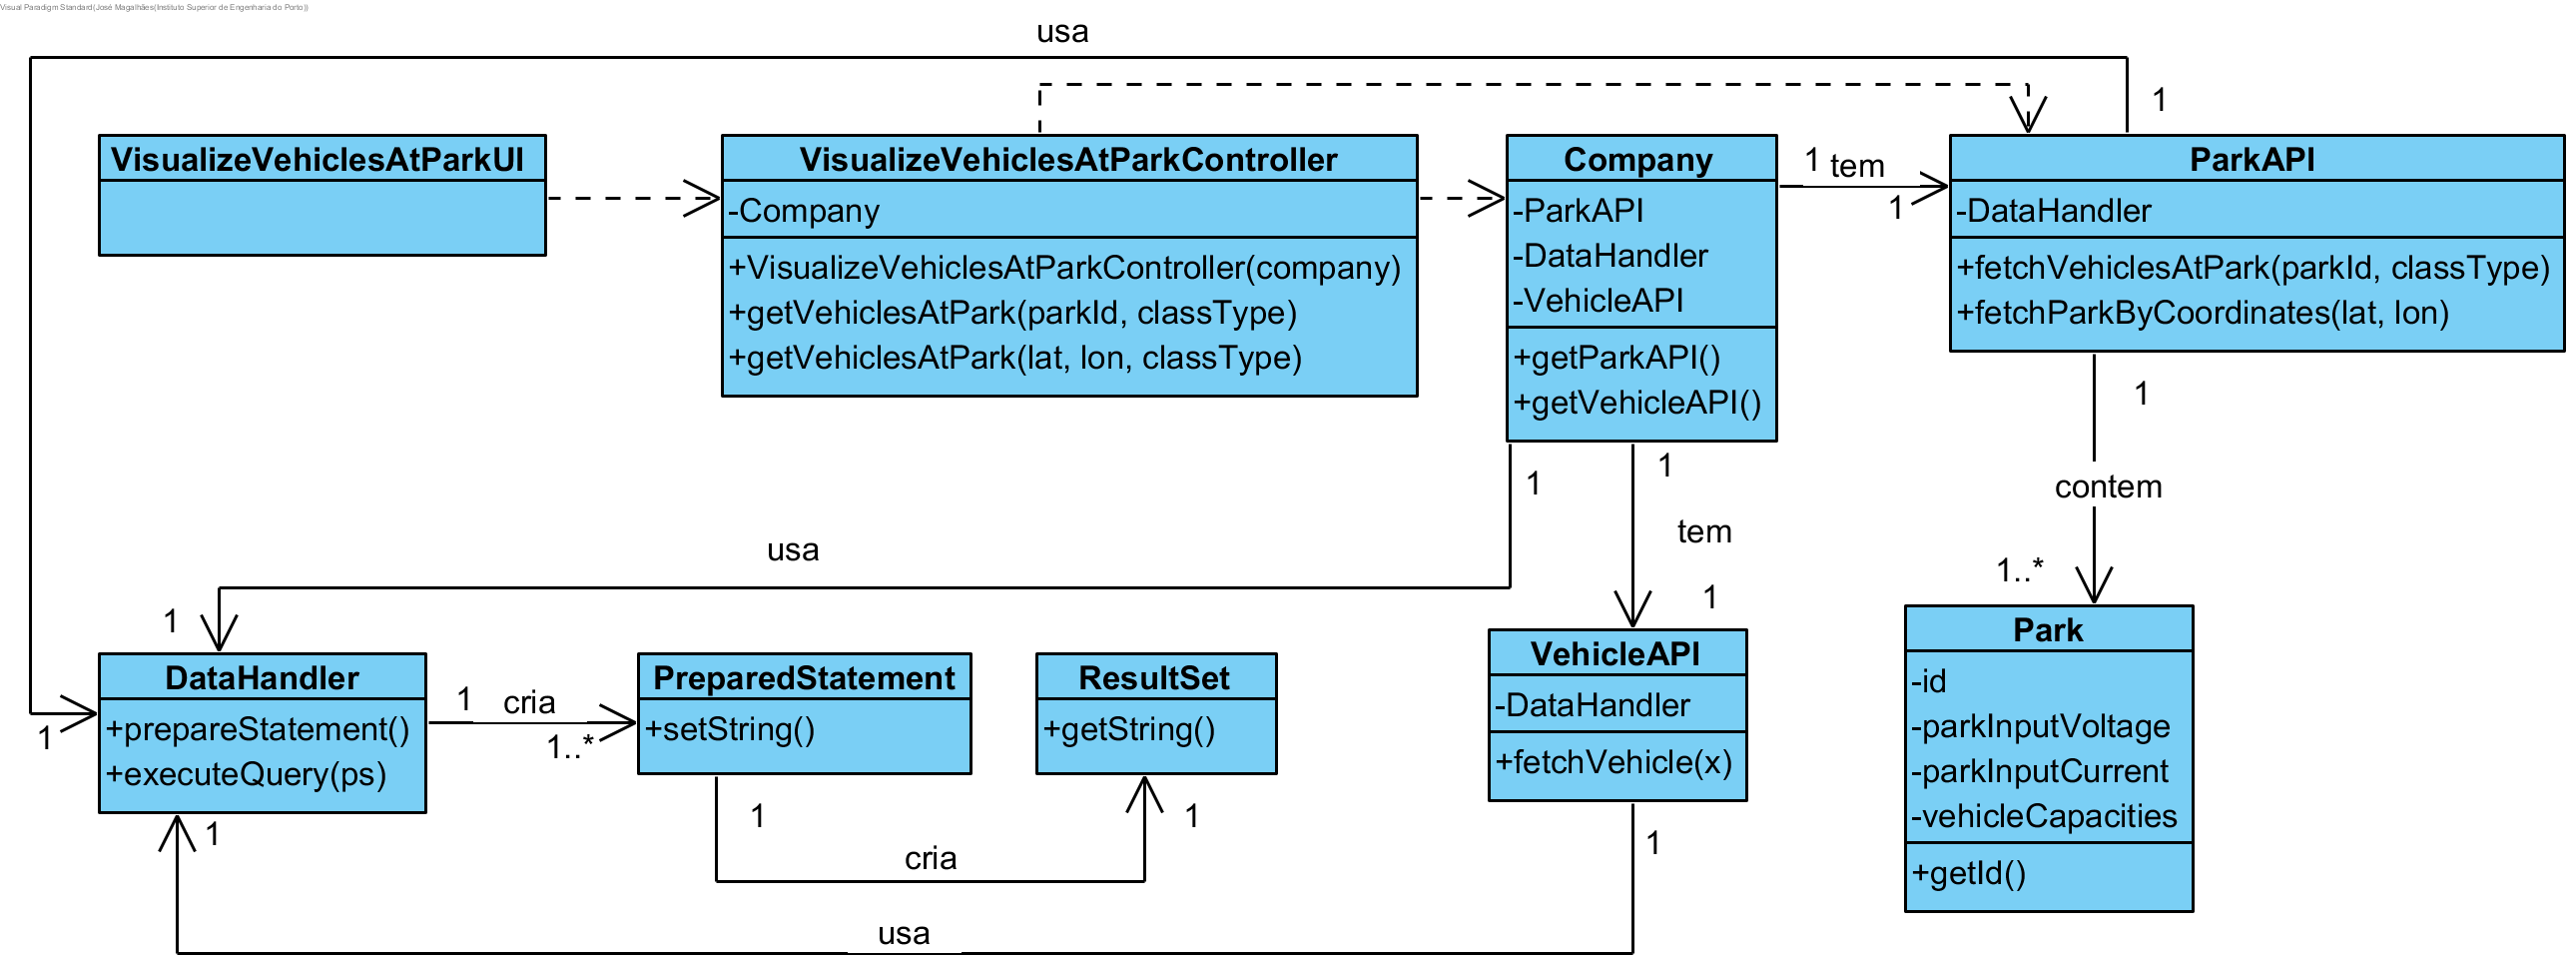 Visual Paradigm Standard(José Magalhães(Instituto Superior de Engenharia do Porto))
usa
1
VisualizeVehiclesAtParkUI
VisualizeVehiclesAtParkController
-Company
+VisualizeVehiclesAtParkController(company)
+getVehiclesAtPark(parkId, classType)
+getVehiclesAtPark(lat, lon, classType)
Company
-ParkAPI
-DataHandler
-VehicleAPI
+getParkAPI()
+getVehicleAPI()
1 tem
1
ParkAPI
-DataHandler
+fetchVehiclesAtPark(parkId, classType)
+fetchParkByCoordinates(lat, lon)
1
contem
1..*
1
usa
1
1
tem
1
1
DataHandler
+prepareStatement()
+executeQuery(ps)
1 cria
1..*
PreparedStatement
+setString()
ResultSet
+getString()
VehicleAPI
-DataHandler
+fetchVehicle(x)
Park
-id
-parkInputVoltage
-parkInputCurrent
-vehicleCapacities
+getId()
1
cria
1
1
usa
1